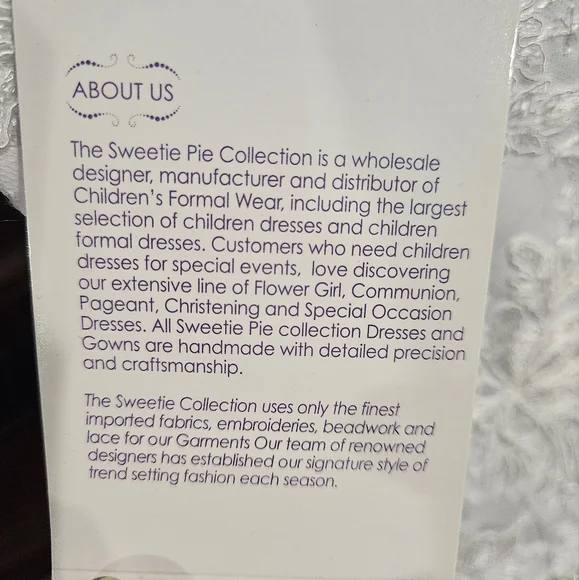 ABOUT US
The Sweetie Pie Collection is a wholesale
designer, manufacturer and distributor of
Children's Formal Wear, including the largest
selection of children dresses and children
formal dresses. Customers who need children
dresses for special events, love discovering
our extensive line of Flower Girl, Communion,
Pageant, Christening and Special Occasion
Dresses. All Sweetie Pie collection Dresses and
Gowns are handmade with detailed precision
and craftsmanship.
The Sweetie Collection uses only the finest
imported fabrics, embroideries, beadwork and
lace for our Garments Our team of renowned
designers has established our signature style of
trend setting fashion each season.